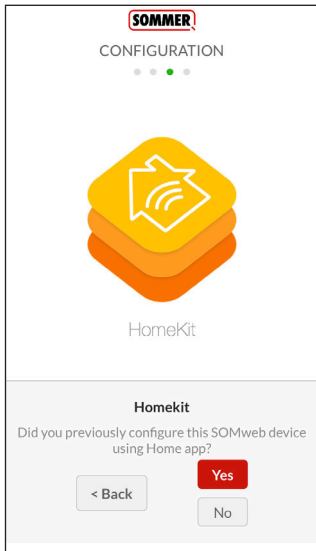 SOMMER
CONFIGURATION
HomeKit
Homekit
Did you previously configure this SOMweb device
using Home app?
Yes
< Back
No